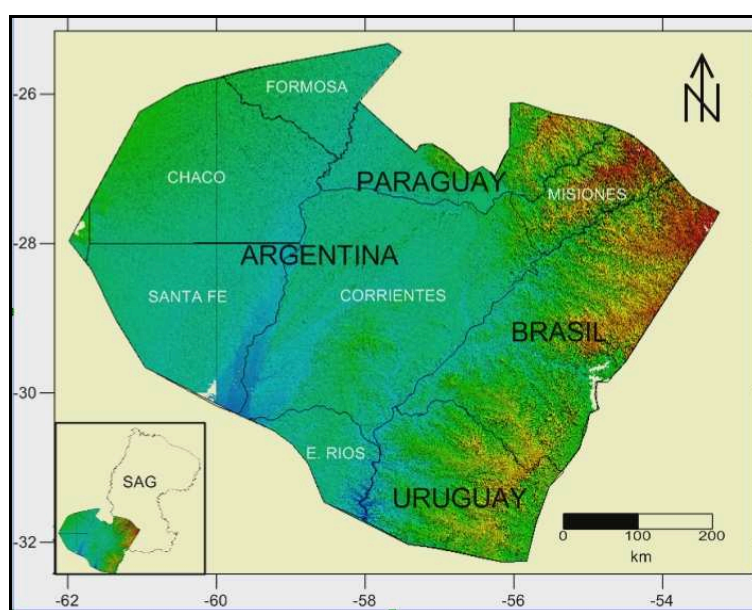 FORMOSA
-26
N
CHACO
PARAGUAY
MISIONES
-28
ARGENTINA
SANTA FE
CORRIENTES
BRASIL
-30
E. RIOS
SAG
URUGUAY
0 100 200
km
-32
-62 -60 -58 -56 -54